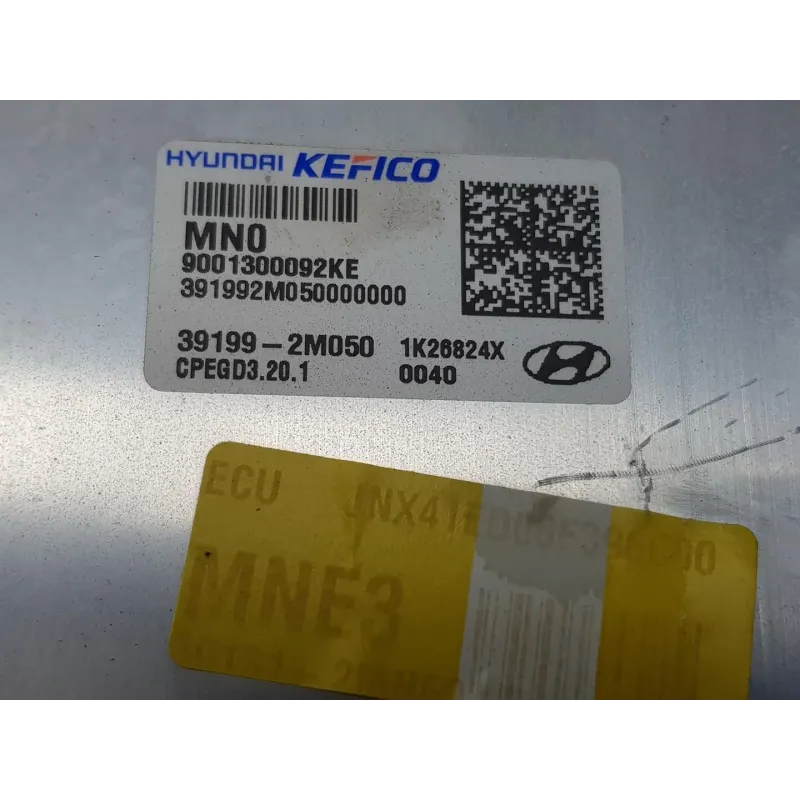 HYUNDAI KEFICO
MN0
9001300092KE
391992M050000000
39199-2M050 1K26824X
CPEGD3.20.1 0040
ECU
MNE3